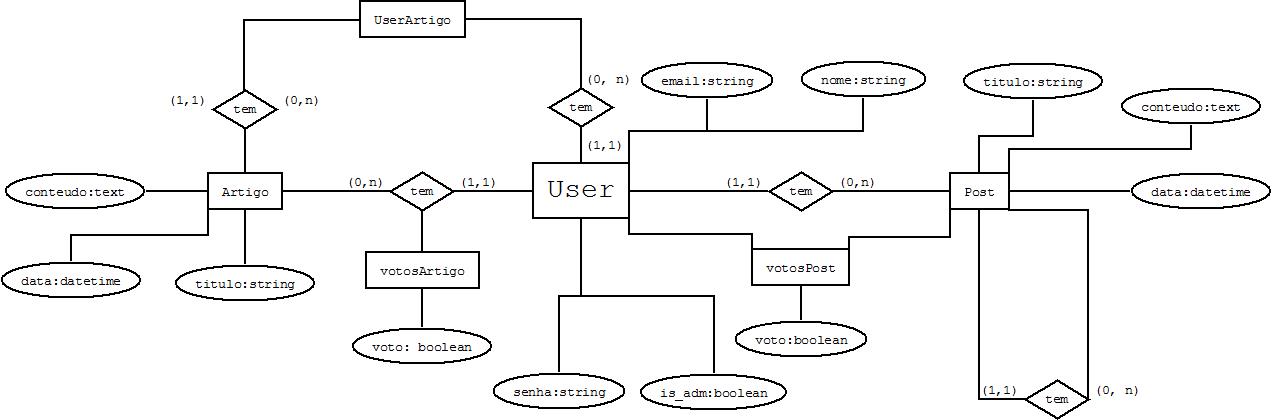 UserArtigo
(1,1)
tem
(0,n)
(0, n)
tem
(1,1)
email:string
nome:string
titulo:string
conteudo:text
conteudo:text
Artigo
(0,n)
tem
(1,1)
User
(1,1)
tem
(0,n)
Post
data:datetime
data:datetime
titulo:string
votosArtigo
votosPost
voto: boolean
voto:boolean
senha:string
is_adm:boolean
(1,1)
tem
(0, n)